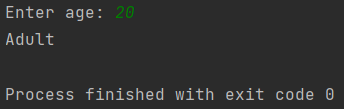 Enter age: 20
Adult
Process finished with exit code 0